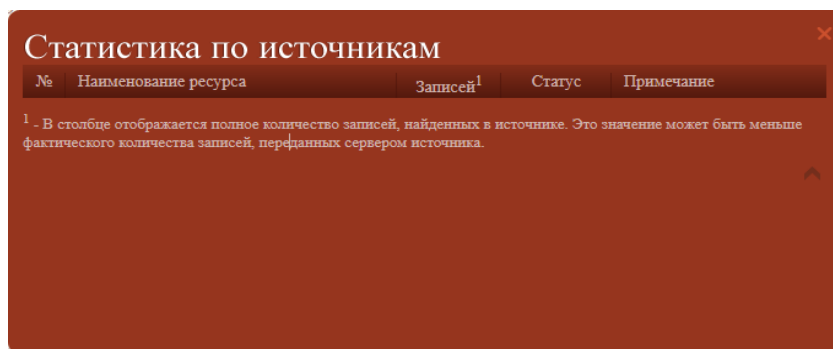 Статистика по источникам
№ Наименование ресурса Записей1 Статус Примечание
1 - В столбце отображается полное количество записей, найденных в источнике. Это значение может быть меньше
фактического количества записей, переданных сервером источника.